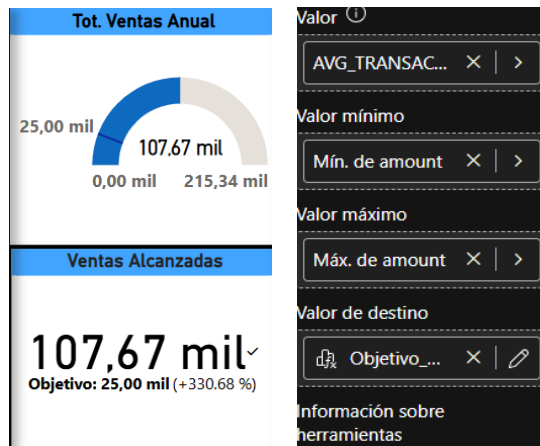 Tot. Ventas Anual
25,00 mil
107,67 mil
0,00 mil 215,34 mil
Ventas Alcanzadas
107,67 mil
Objetivo: 25,00 mil (+330.68 %)
Valor
AVG_TRANSAC...
Valor mínimo
Mín. de amount
Valor máximo
Máx. de amount
Valor de destino
Objetivo_...
Información sobre
herramientas